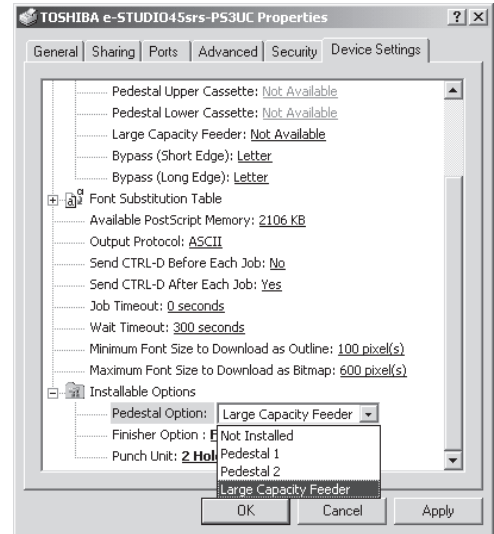 TOSHIBA e-STUDIO45srs-PS3UC Properties
General Sharing Ports Advanced Security Device Settings
Pedestal Upper Cassette: Not Available
Pedestal Lower Cassette: Not Available
Large Capacity Feeder: Not Available
Bypass (Short Edge): Letter
Bypass (Long Edge): Letter
Font Substitution Table
Available PostScript Memory: 2106 KB
Output Protocol: ASCII
Send CTRL-D Before Each Job: No
Send CTRL-D After Each Job: Yes
Job Timeout: 0 seconds
Wait Timeout: 300 seconds
Minimum Font Size to Download as Outline: 100 pixel(s)
Maximum Font Size to Download as Bitmap: 600 pixel(s)
Installable Options
Pedestal Option: Large Capacity Feeder
Finisher Option :
Not Installed
Punch Unit: 2
Pedestal 1
Pedestal 2
Large Capacity Feeder
OK Cancel Apply